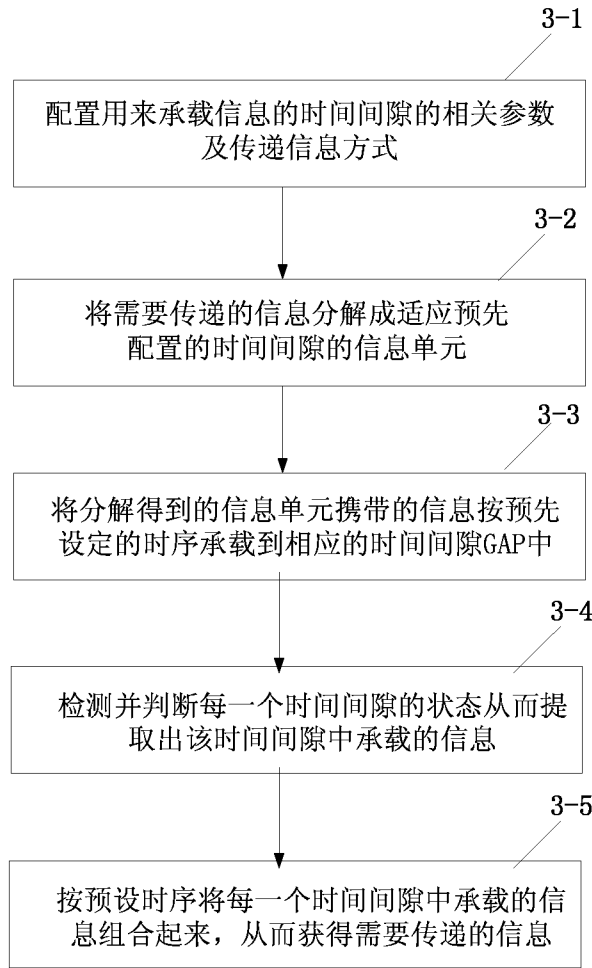 3-1
配置用来承载信息的时间间隙的相关参数
及传递信息方式
3-2
将需要传递的信息分解成适应预先
配置的时间间隙的信息单元
3-3
将分解得到的信息单元携带的信息按预先
设定的时序承载到相应的时间间隙GAP中
3-4
检测并判断每一个时间间隙的状态从而提
取出该时间间隙中承载的信息
3-5
按预设时序将每一个时间间隙中承载的信
息组合起来，从而获得需要传递的信息